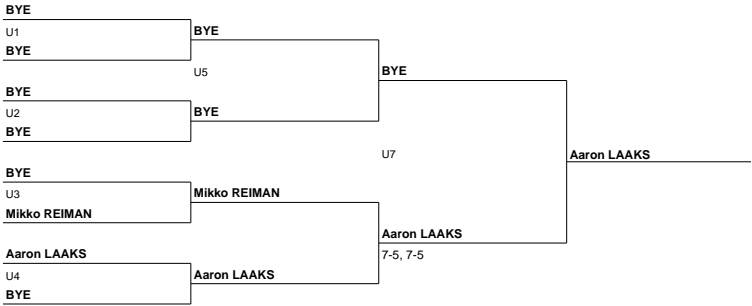 BYE
U1
BYE
BYE
U5
BYE
BYE
U2
BYE
BYE
U7
Aaron LAAKS
BYE
U3
Mikko REIMAN
Mikko REIMAN
Aaron LAAKS
7-5, 7-5
Aaron LAAKS
U4
Aaron LAAKS
BYE